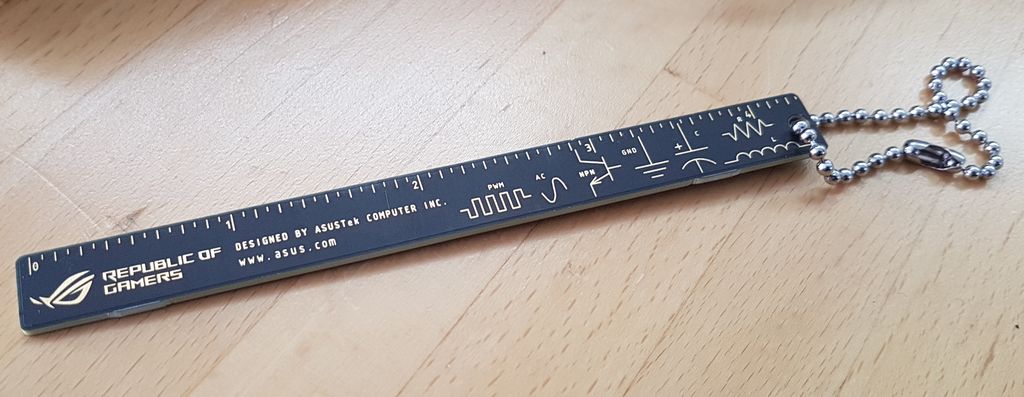 0 1 2 3 4
REPUBLIC OF
GAMERS
DESIGNED BY ASUSTek COMPUTER INC.
www.asus.com
PWM
AC
NPN
GND
+
C
R
L